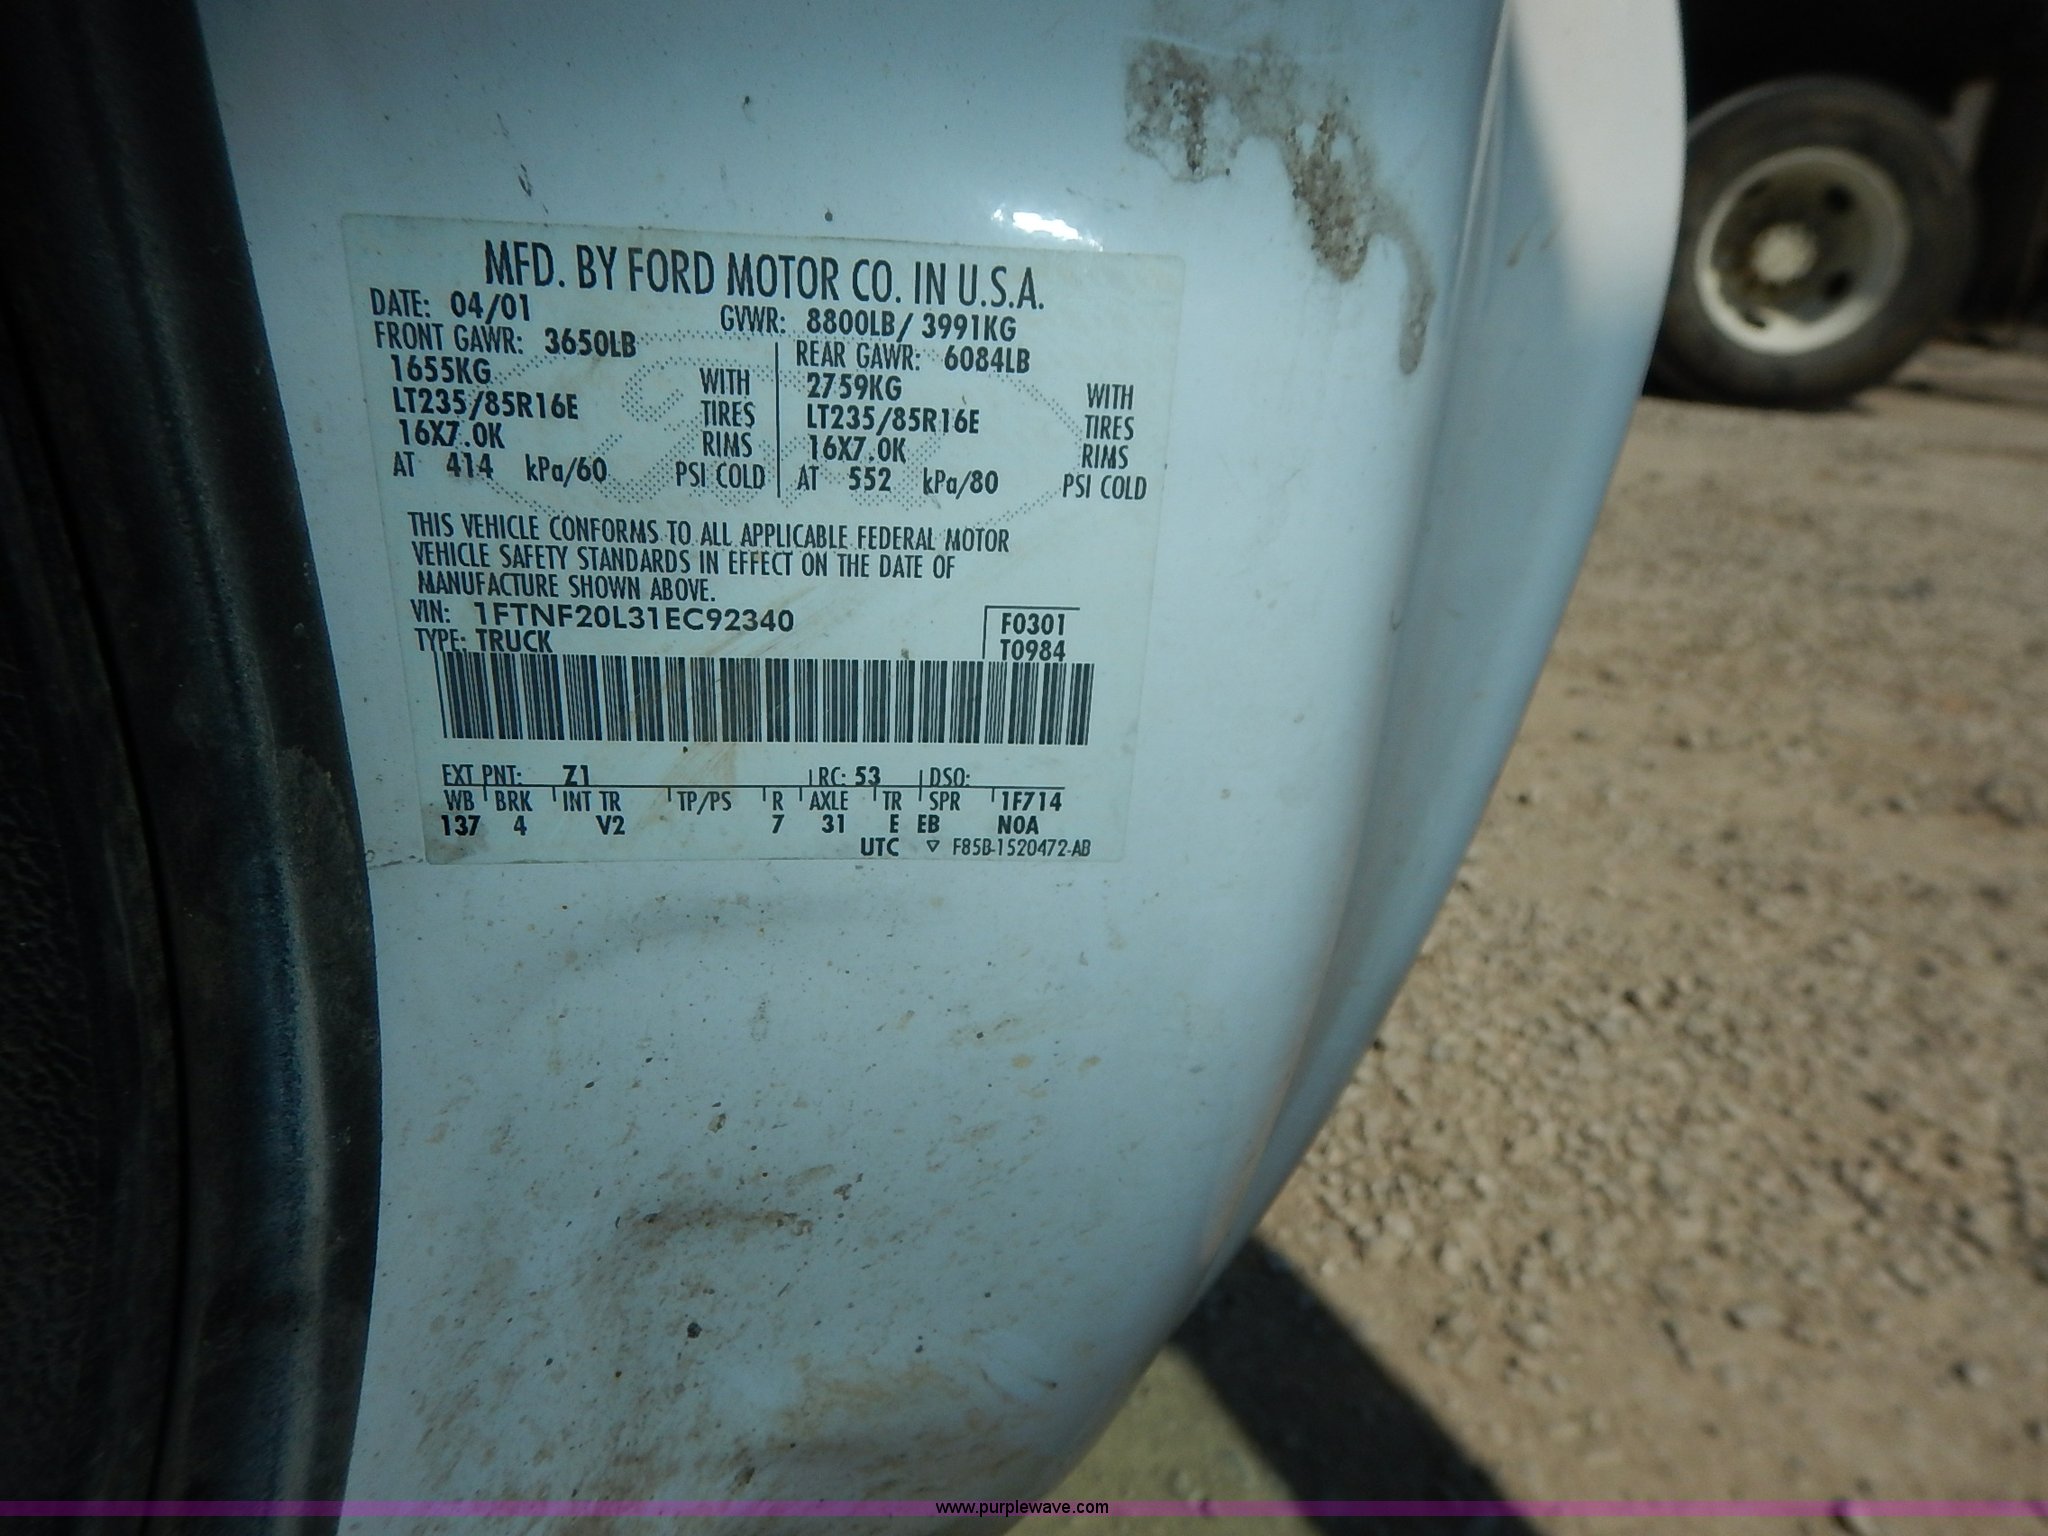 MFD. BY FORD MOTOR CO. IN U.S.A.
DATE: 04/01 GVWR: 8800LB/ 3991KG
FRONT GAWR: 3650LB REAR GAWR: 6084LB
1655KG WITH 2759KG WITH
LT235/85R16E TIRES LT235/85R16E TIRES
16X7.0K RIMS 16X7.0K RIMS
AT 414 kPa/60 PSI COLD AT 552 kPa/80 PSI COLD
THIS VEHICLE CONFORMS TO ALL APPLICABLE FEDERAL MOTOR
VEHICLE SAFETY STANDARDS IN EFFECT ON THE DATE OF
MANUFACTURE SHOWN ABOVE.
VIN: 1FTNF20L31EC92340 F0301
TYPE: TRUCK T0984
EXT PNT: Z1 RC: 53 DSO:
WB BRK INT TR TP/PS R AXLE TR SPR 1F714
137 4 V2 7 31 E EB N0A
UTC ▽ F85B-1520472-AB
www.purplewave.com